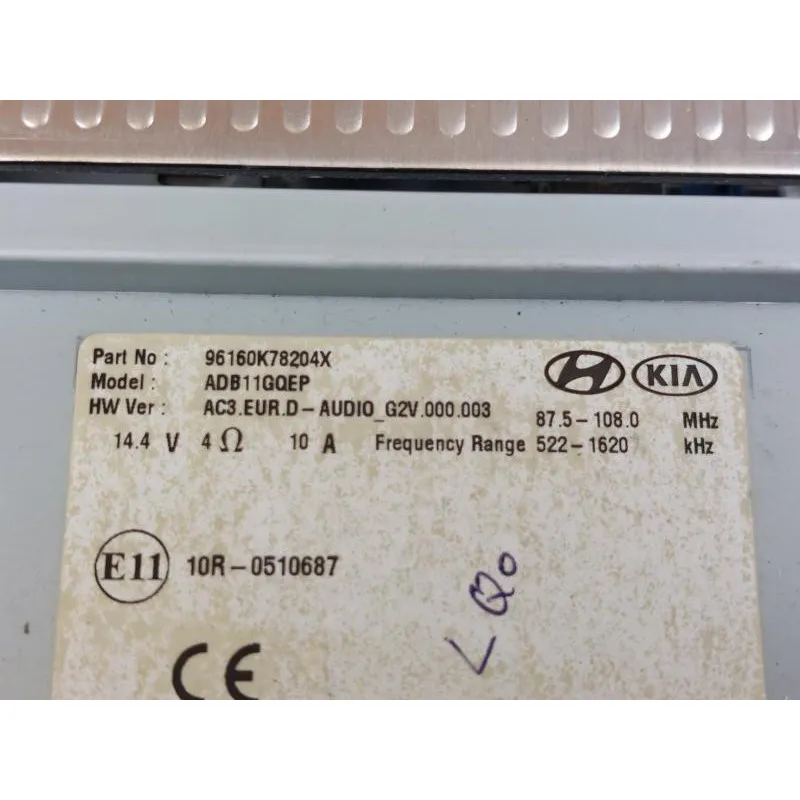 Part No : 96160K78204X
Model : ADB11GQEP
HW Ver : AC3.EUR.D-AUDIO_G2V.000.003
KIA
87.5-108.0 MHz
14.4 V 4Ω 10 A Frequency Range 522-1620 kHz
E11 10R-0510687
CE